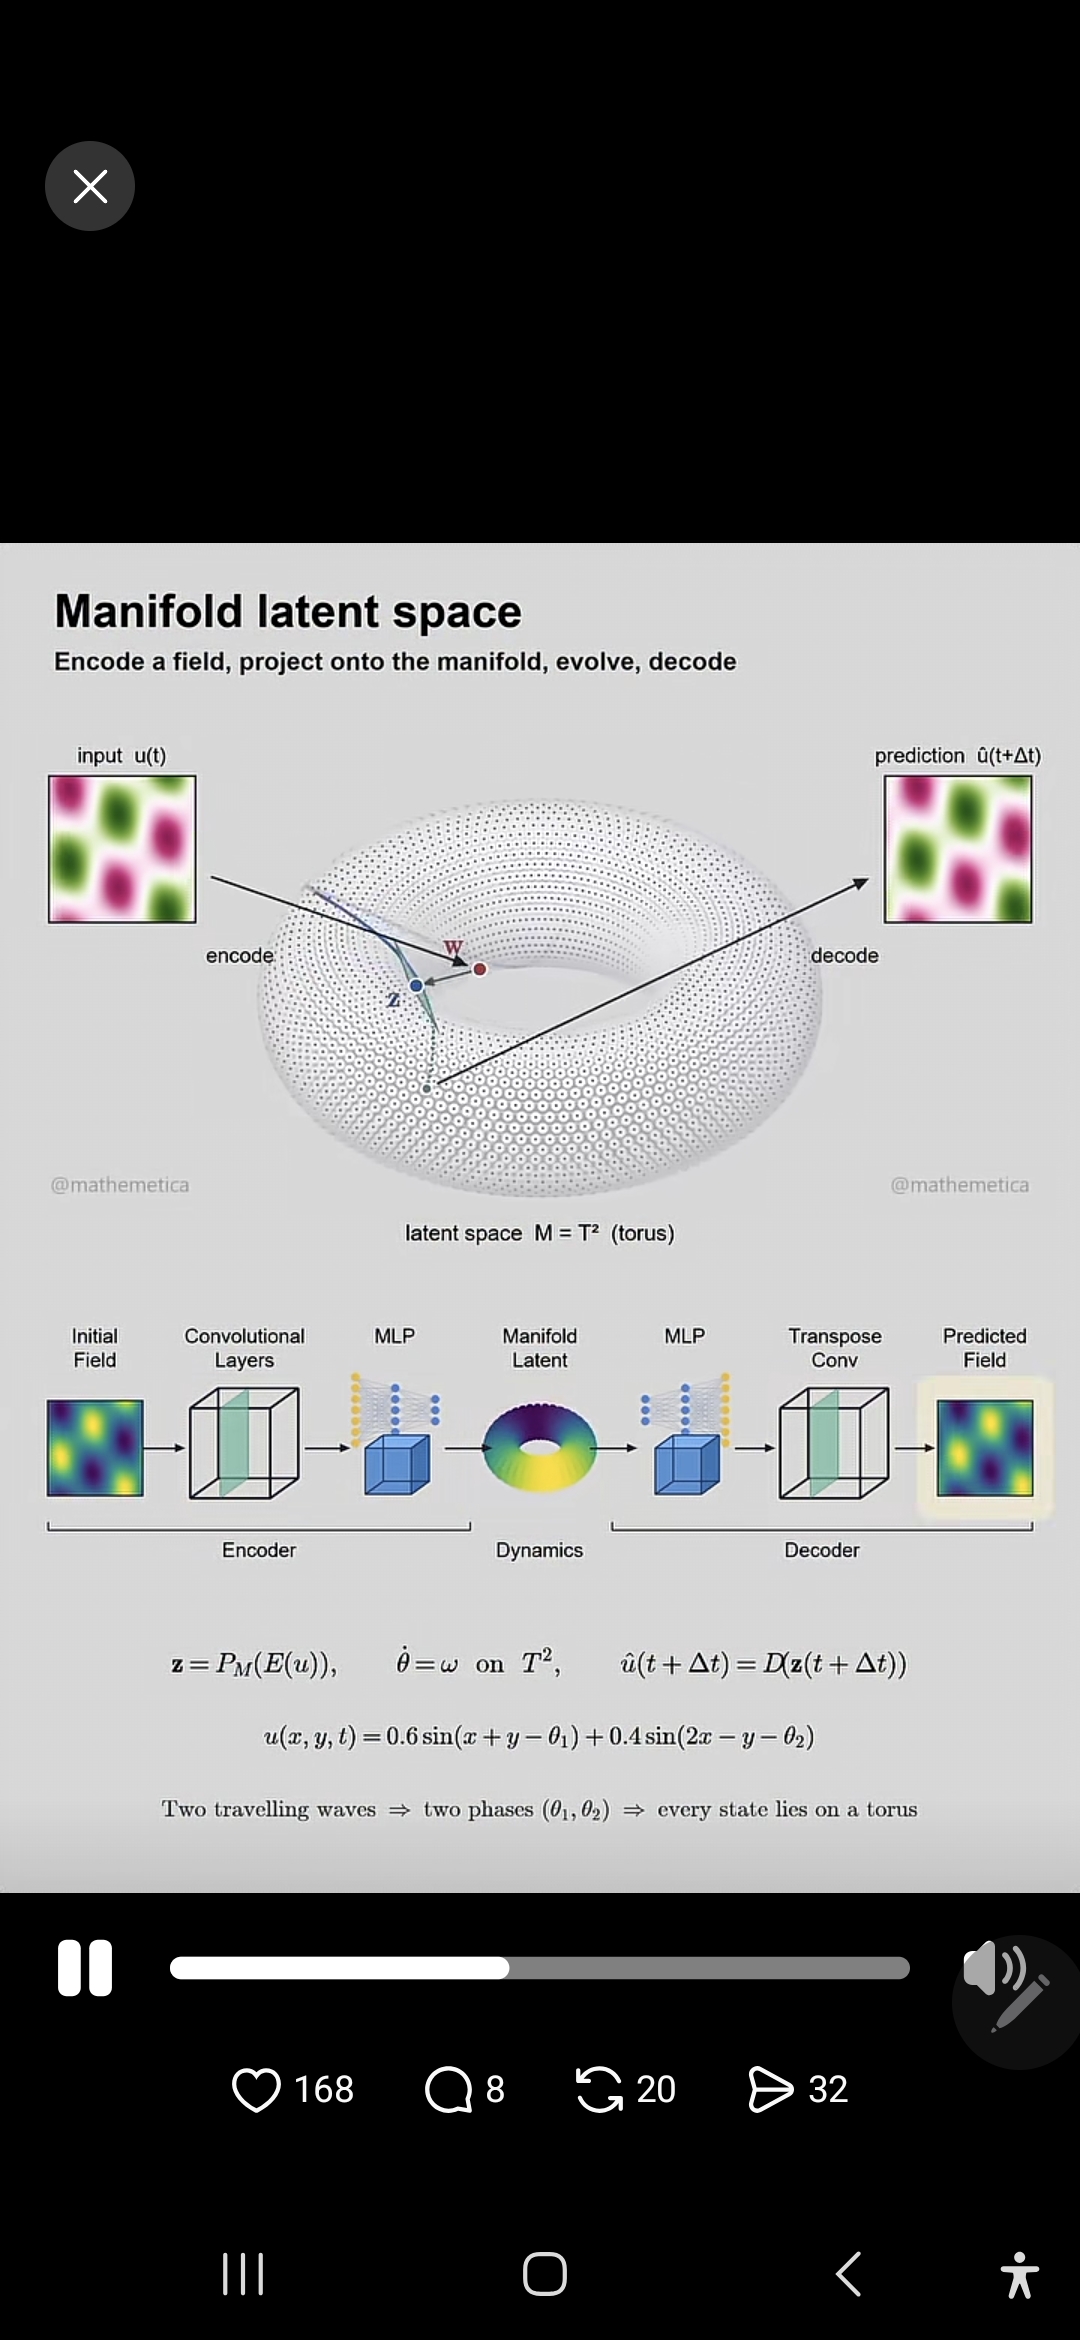 Manifold latent space
Encode a field, project onto the manifold, evolve, decode
input u(t)
prediction û(t+Δt)
encode
w
z
decode
@mathemetica
@mathemetica
latent space M = T² (torus)
Initial
Field
Convolutional
Layers
MLP
Manifold
Latent
MLP
Transpose
Conv
Predicted
Field
Encoder
Dynamics
Decoder
z = P_M(E(u)), θ̇ = ω on T², û(t + Δt) = D(z(t + Δt))
u(x, y, t) = 0.6 sin(x + y − θ₁) + 0.4 sin(2x − y − θ₂)
Two travelling waves ⇒ two phases (θ₁, θ₂) ⇒ every state lies on a torus
168
8
20
32